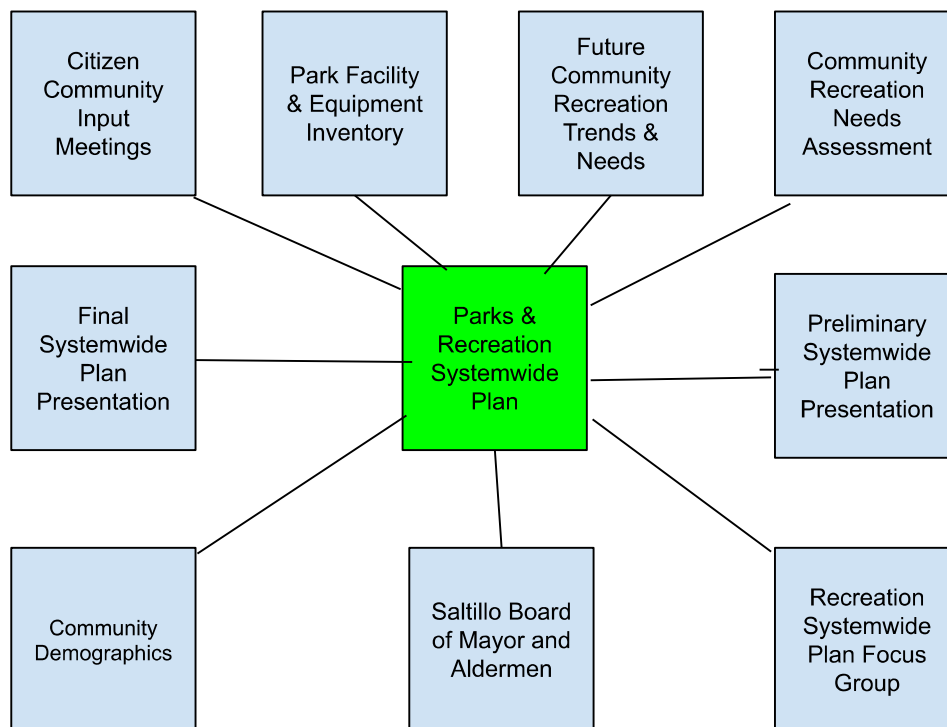 Citizen
Community
Input
Meetings
Park Facility
& Equipment
Inventory
Future
Community
Recreation
Trends &
Needs
Community
Recreation
Needs
Assessment
Final
Systemwide
Plan
Presentation
Parks &
Recreation
Systemwide
Plan
Preliminary
Systemwide
Plan
Presentation
Community
Demographics
Saltillo Board
of Mayor and
Aldermen
Recreation
Systemwide
Plan Focus
Group